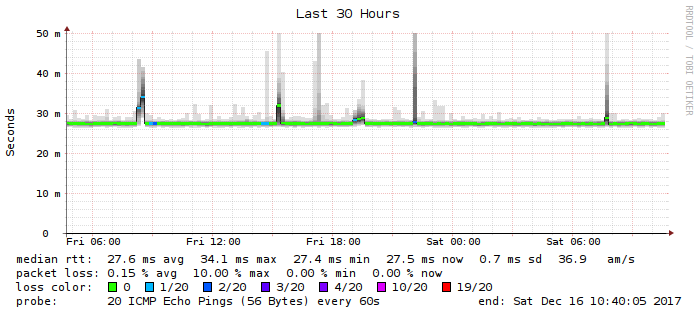 Last 30 Hours
RRDTOOL / TOBI OETIKER
Seconds
50 m
40 m
30 m
20 m
10 m
0
Fri 06:00 Fri 12:00 Fri 18:00 Sat 00:00 Sat 06:00
median rtt: 27.6 ms avg 34.1 ms max 27.4 ms min 27.5 ms now 0.7 ms sd 36.9 am/s
packet loss: 0.15 % avg 10.00 % max 0.00 % min 0.00 % now
loss color: 0 1/20 2/20 3/20 4/20 10/20 19/20
probe: 20 ICMP Echo Pings (56 Bytes) every 60s end: Sat Dec 16 10:40:05 2017